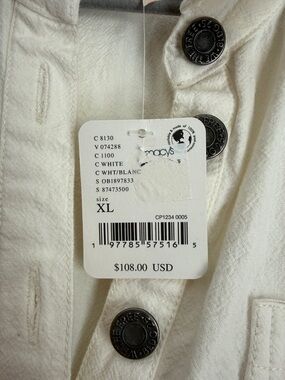 C 8130
V 074288
C 1100
C WHITE
C WHT/BLANC
S OB1897833
S 87473500
size
XL
macys
CP1234 0005
1 97785 57516 5
$108.00 USD